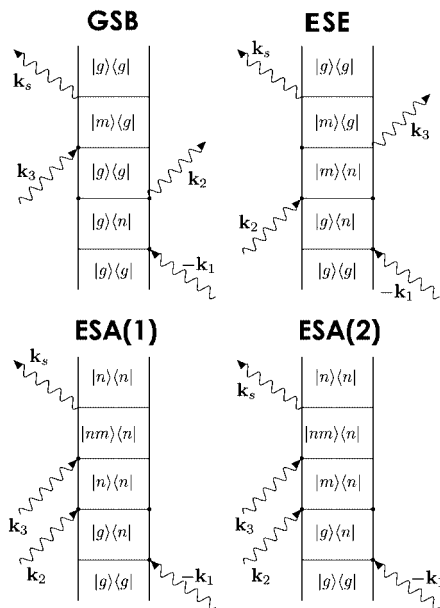 GSB
k_s
|g⟩⟨g|
|m⟩⟨g|
k_3
|g⟩⟨g|
k_2
|g⟩⟨n|
−k_1
|g⟩⟨g|
ESE
k_s
|g⟩⟨g|
|m⟩⟨g|
k_3
|m⟩⟨n|
k_2
|g⟩⟨n|
−k_1
|g⟩⟨g|
ESA(1)
k_s
|n⟩⟨n|
|nm⟩⟨n|
|n⟩⟨n|
k_3
|g⟩⟨n|
k_2
−k_1
|g⟩⟨g|
ESA(2)
k_s
|n⟩⟨n|
|nm⟩⟨n|
|m⟩⟨n|
k_3
|g⟩⟨n|
k_2
−k_1
|g⟩⟨g|